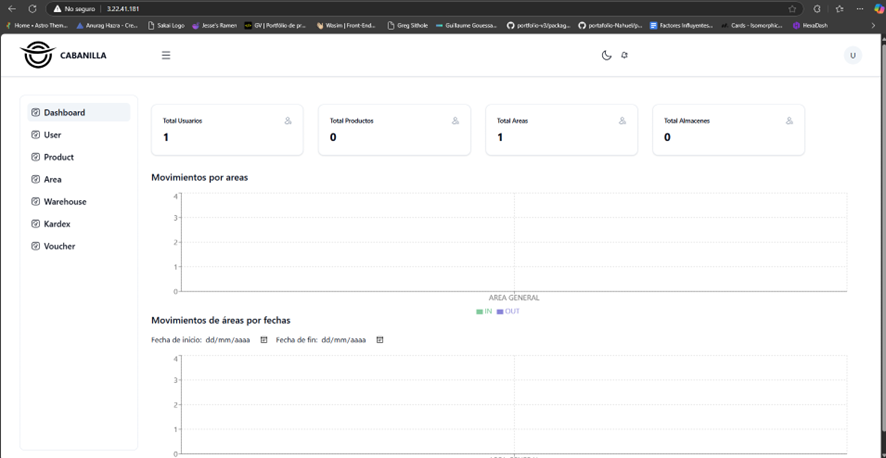 No seguro 3.22.41.181
Home • Astro Them... Anurag Hazra - Cre... Sakai Logo Jesse's Ramen .GV | Portfólio de pr... Wasim | Front-End... Greg Sithole Guillaume Gouessa... portfolio-v3/packag... portafolio-Nahuel/p... Factores Influyentes... Cards - Isomorphic... HexaDash
CABANILLA
U
Dashboard
User
Product
Area
Warehouse
Kardex
Voucher
Total Usuarios
1
Total Productos
0
Total Areas
1
Total Almacenes
0
Movimientos por areas
4
3
2
1
0
AREA GENERAL
IN OUT
Movimientos de áreas por fechas
Fecha de inicio: dd/mm/aaaa Fecha de fin: dd/mm/aaaa
4
3
2
1
0
AREA GENERAL